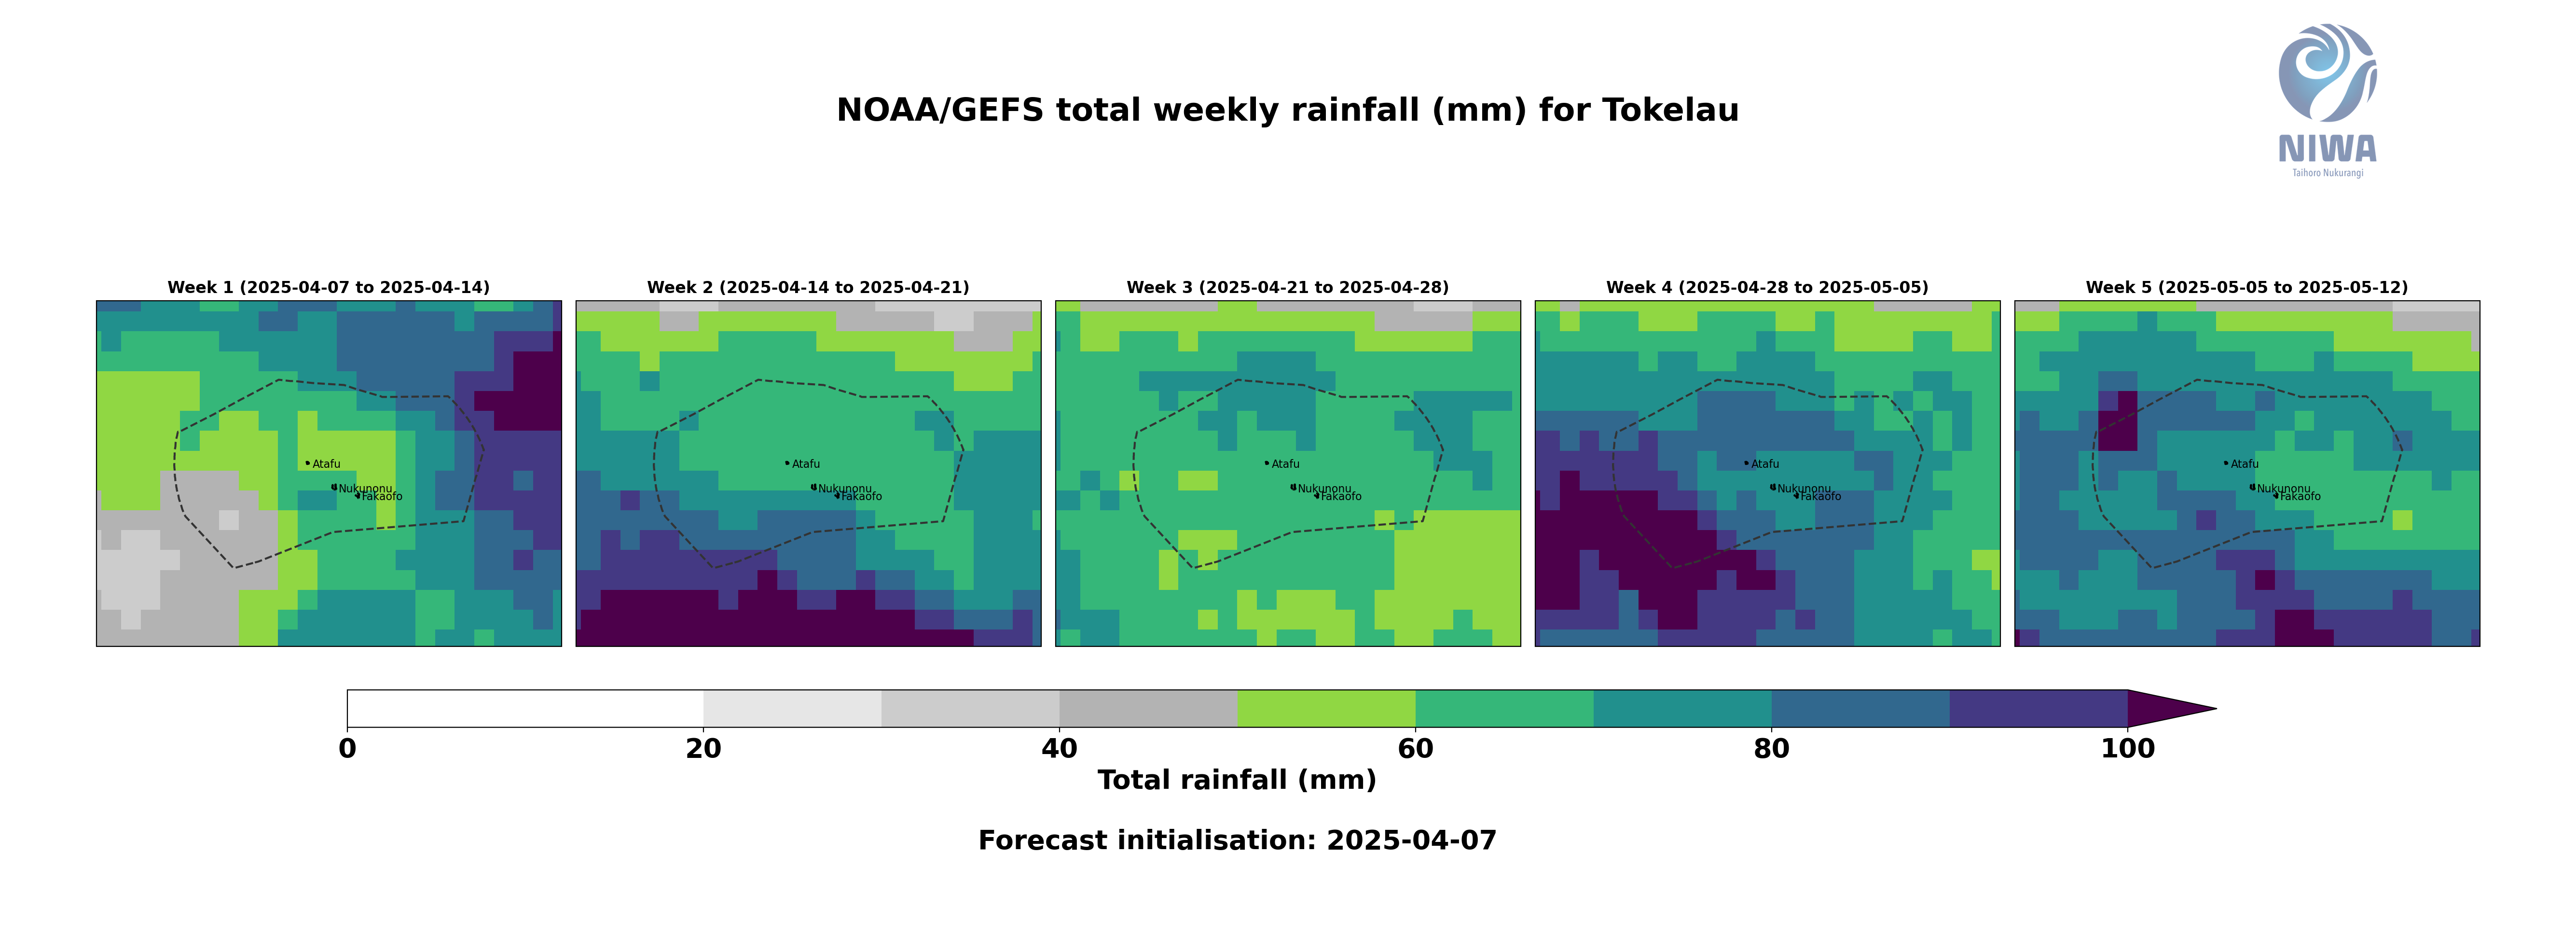 NOAA/GEFS total weekly rainfall (mm) for Tokelau
NIWA
Taihoro Nukurangi
Week 1 (2025-04-07 to 2025-04-14)
Week 2 (2025-04-14 to 2025-04-21)
Week 3 (2025-04-21 to 2025-04-28)
Week 4 (2025-04-28 to 2025-05-05)
Week 5 (2025-05-05 to 2025-05-12)
Atafu
Nukunonu
Fakaofo
Atafu
Nukunonu
Fakaofo
Atafu
Nukunonu
Fakaofo
Atafu
Nukunonu
Fakaofo
Atafu
Nukunonu
Fakaofo
0 20 40 60 80 100
Total rainfall (mm)
Forecast initialisation: 2025-04-07